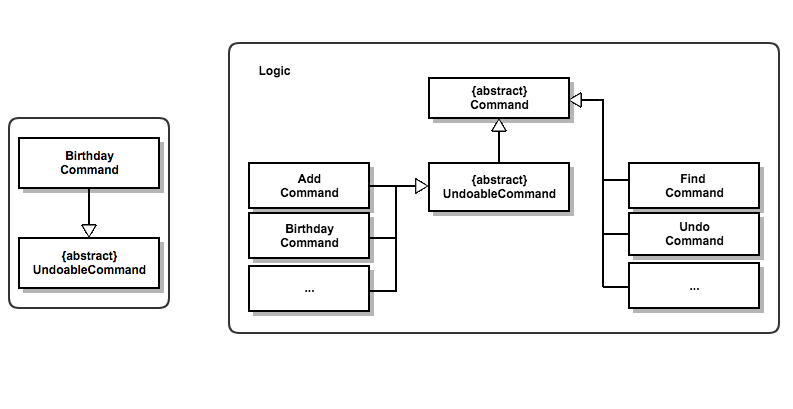 Birthday
Command
{abstract}
UndoableCommand
Logic
{abstract}
Command
Add
Command
{abstract}
UndoableCommand
Find
Command
Birthday
Command
Undo
Command
...
...